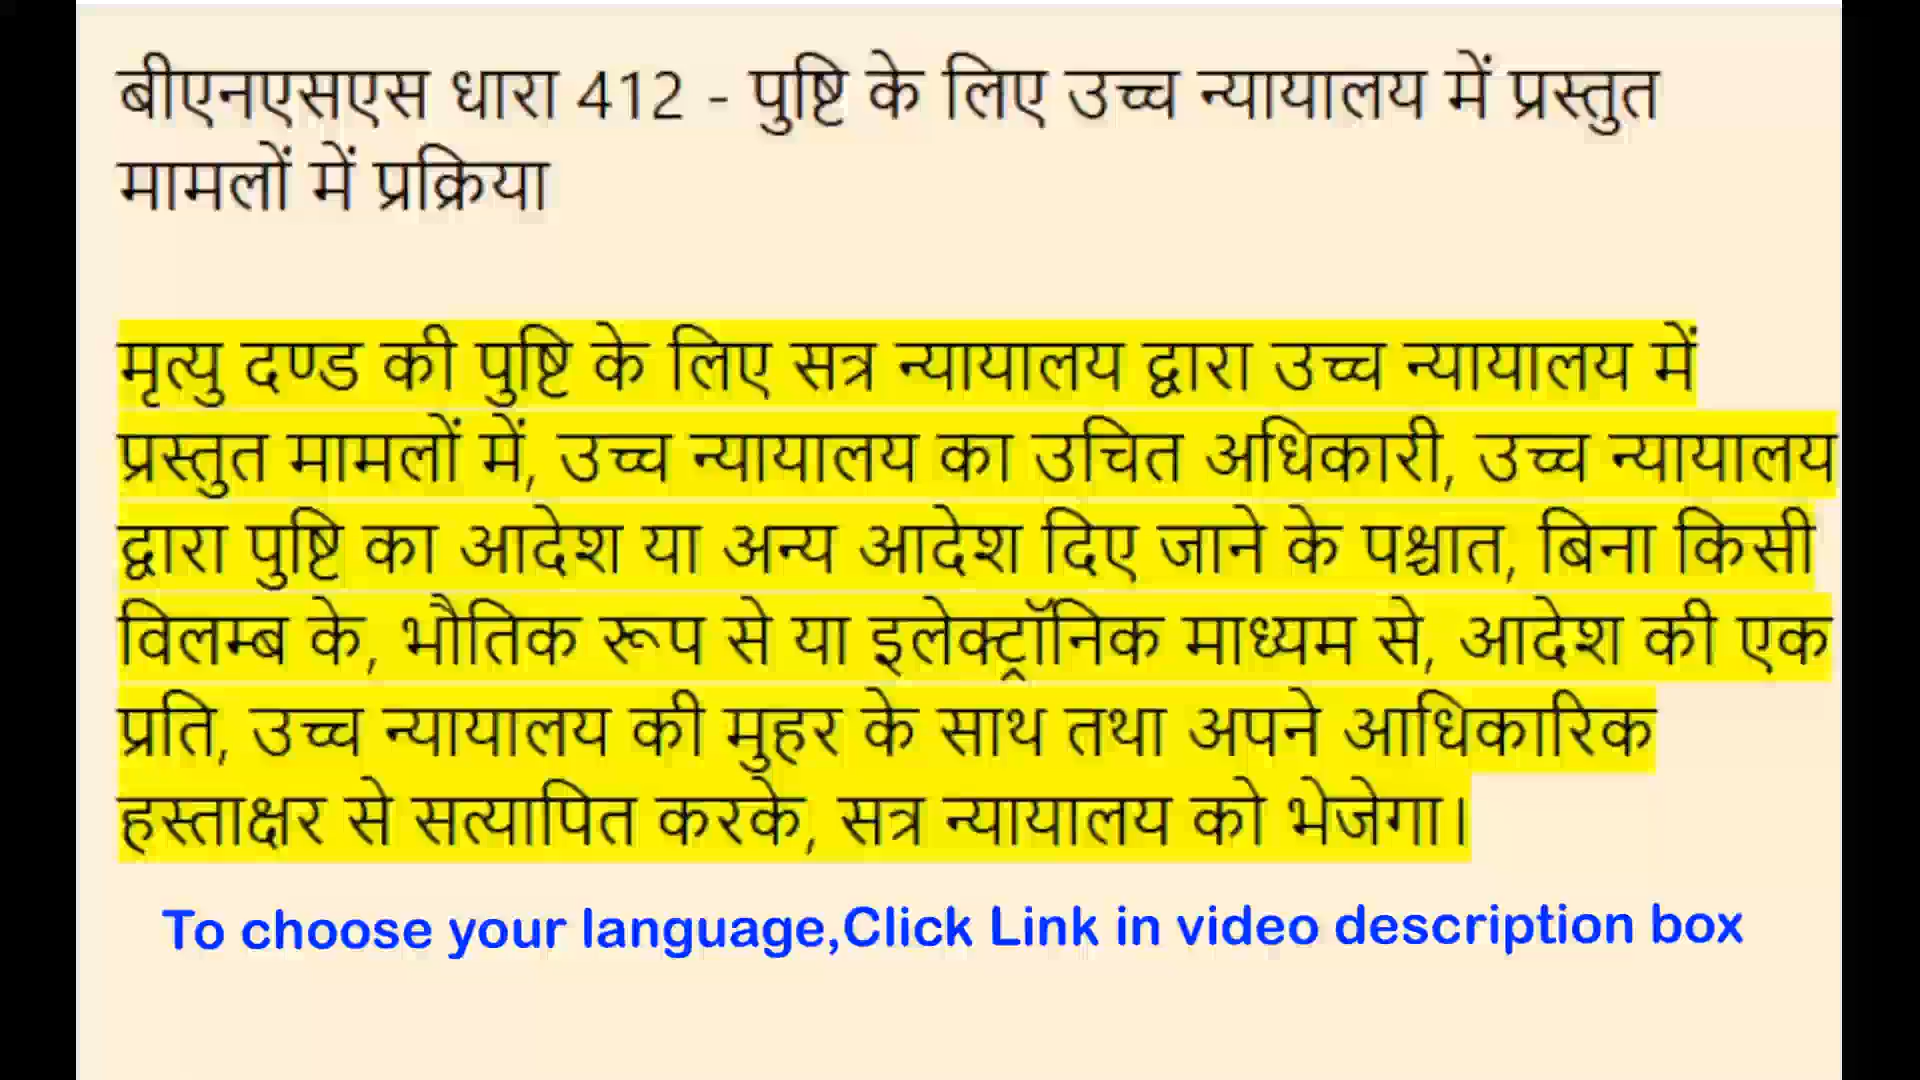 बीएनएसएस धारा 412 - पुष्टि के लिए उच्च न्यायालय में प्रस्तुत
मामलों में प्रक्रिया
मृत्यु दण्ड की पुष्टि के लिए सत्र न्यायालय द्वारा उच्च न्यायालय में
प्रस्तुत मामलों में, उच्च न्यायालय का उचित अधिकारी, उच्च न्यायालय
द्वारा पुष्टि का आदेश या अन्य आदेश दिए जाने के पश्चात, बिना किसी
विलम्ब के, भौतिक रूप से या इलेक्ट्रॉनिक माध्यम से, आदेश की एक
प्रति, उच्च न्यायालय की मुहर के साथ तथा अपने आधिकारिक
हस्ताक्षर से सत्यापित करके, सत्र न्यायालय को भेजेगा।
To choose your language,Click Link in video description box